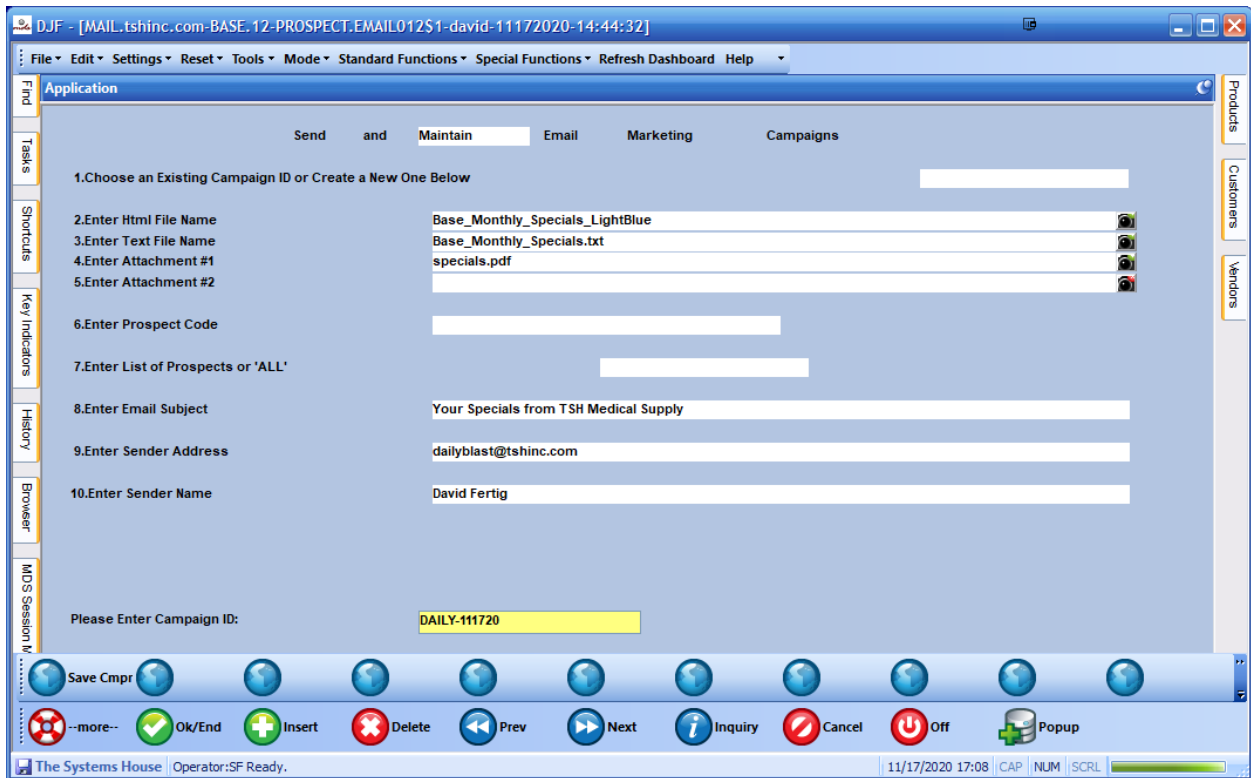 DJF - [MAIL.tshinc.com-BASE.12-PROSPECT.EMAIL012$1-david-11172020-14:44:32]
File Edit Settings Reset Tools Mode Standard Functions Special Functions Refresh Dashboard Help
Application
Find
Tasks
Shortcuts
Key Indicators
History
Browser
MDS Session
Products
Customers
Vendors
Send and Maintain Email Marketing Campaigns
1.Choose an Existing Campaign ID or Create a New One Below
2.Enter Html File Name Base_Monthly_Specials_LightBlue
3.Enter Text File Name Base_Monthly_Specials.txt
4.Enter Attachment #1 specials.pdf
5.Enter Attachment #2
6.Enter Prospect Code
7.Enter List of Prospects or 'ALL'
8.Enter Email Subject Your Specials from TSH Medical Supply
9.Enter Sender Address dailyblast@tshinc.com
10.Enter Sender Name David Fertig
Please Enter Campaign ID: DAILY-111720
Save Cmpr
--more-- Ok/End Insert Delete Prev Next Inquiry Cancel Off Popup
The Systems House Operator:SF Ready. 11/17/2020 17:08 CAP NUM SCRL